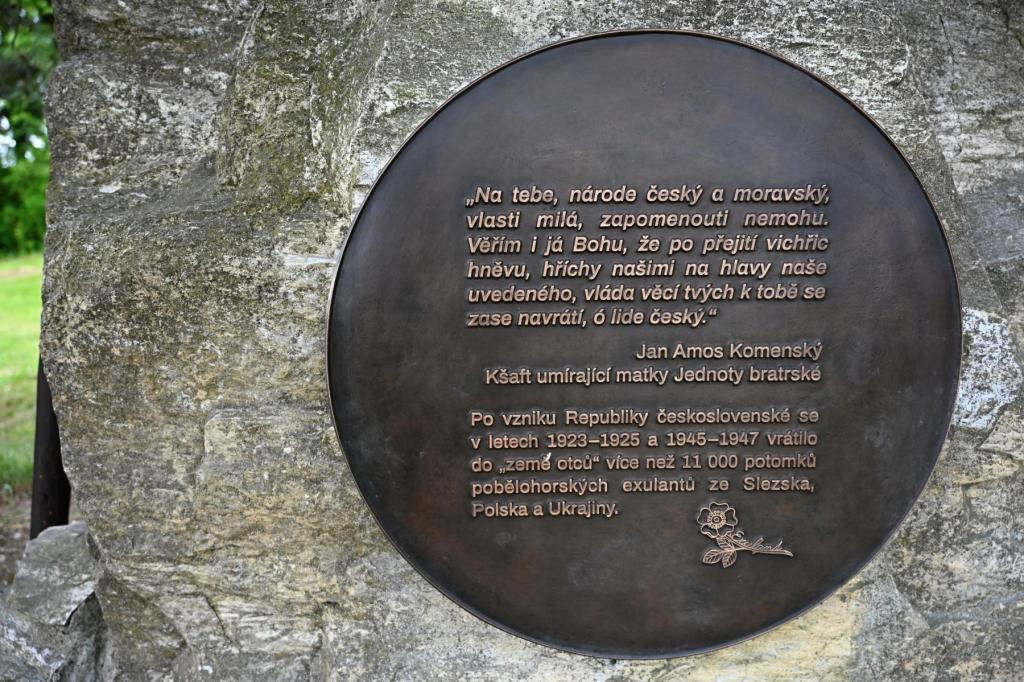 „Na tebe, národe český a moravský,
vlasti milá, zapomenouti nemohu.
Věřím i já Bohu, že po přejití vichřic
hněvu, hříchy našimi na hlavy naše
uvedeného, vláda věcí tvých k tobě se
zase navrátí, ó lide český.“
Jan Amos Komenský
Kšaft umírající matky Jednoty bratrské
Po vzniku Republiky československé se
v letech 1923–1925 a 1945–1947 vrátilo
do „země otců“ více než 11 000 potomků
pobělohorských exulantů ze Slezska,
Polska a Ukrajiny.